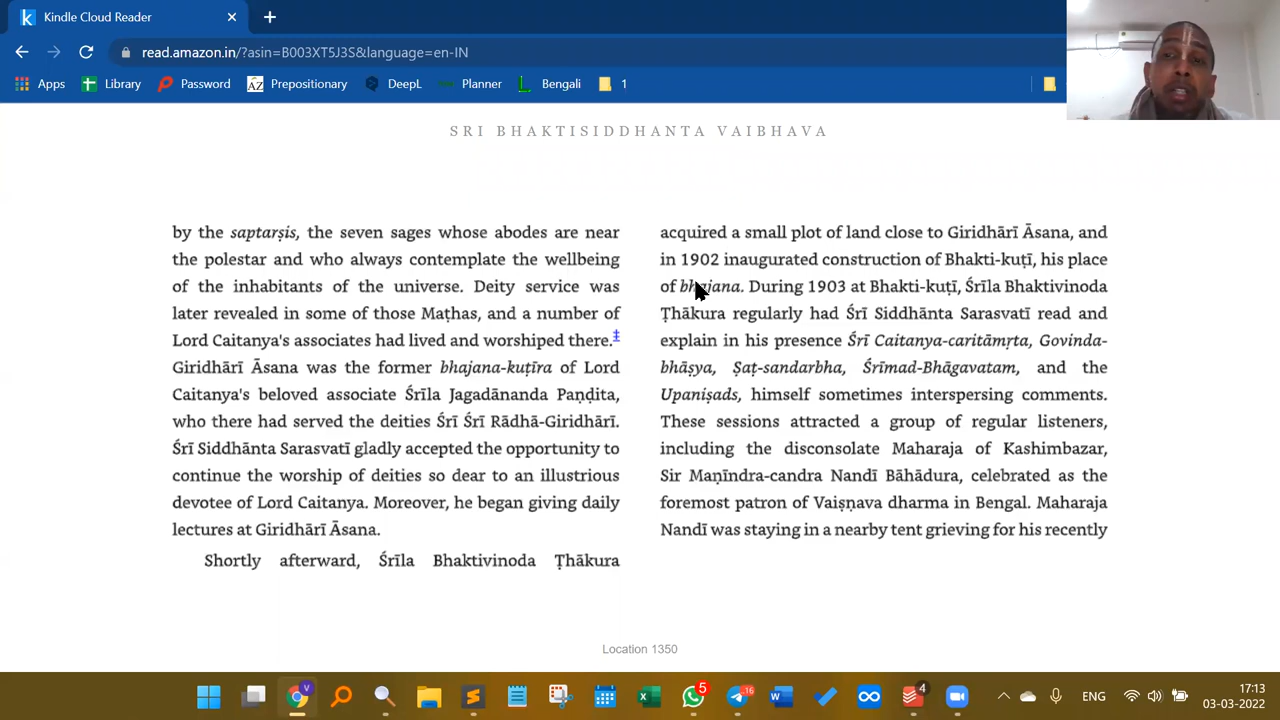 Kindle Cloud Reader
read.amazon.in/?asin=B003XT5J3S&language=en-IN
Apps Library Password AZ Prepositionary DeepL Planner Bengali 1
SRI BHAKTISIDDHANTA VAIBHAVA
by the saptarṣis, the seven sages whose abodes are near
the polestar and who always contemplate the wellbeing
of the inhabitants of the universe. Deity service was
later revealed in some of those Maṭhas, and a number of
Lord Caitanya's associates had lived and worshiped there.‡
Giridhārī Āsana was the former bhajana-kuṭīra of Lord
Caitanya's beloved associate Śrīla Jagadānanda Paṇḍita,
who there had served the deities Śrī Śrī Rādhā-Giridhārī.
Śrī Siddhānta Sarasvatī gladly accepted the opportunity to
continue the worship of deities so dear to an illustrious
devotee of Lord Caitanya. Moreover, he began giving daily
lectures at Giridhārī Āsana.
Shortly afterward, Śrīla Bhaktivinoda Ṭhākura
acquired a small plot of land close to Giridhārī Āsana, and
in 1902 inaugurated construction of Bhakti-kuṭī, his place
of bhajana. During 1903 at Bhakti-kuṭī, Śrīla Bhaktivinoda
Ṭhākura regularly had Śrī Siddhānta Sarasvatī read and
explain in his presence Śrī Caitanya-caritāmṛta, Govinda-
bhāṣya, Ṣaṭ-sandarbha, Śrīmad-Bhāgavatam, and the
Upaniṣads, himself sometimes interspersing comments.
These sessions attracted a group of regular listeners,
including the disconsolate Maharaja of Kashimbazar,
Sir Maṇīndra-candra Nandī Bāhādura, celebrated as the
foremost patron of Vaiṣṇava dharma in Bengal. Maharaja
Nandī was staying in a nearby tent grieving for his recently
Location 1350
V 5 16 4 ENG 17:13
03-03-2022